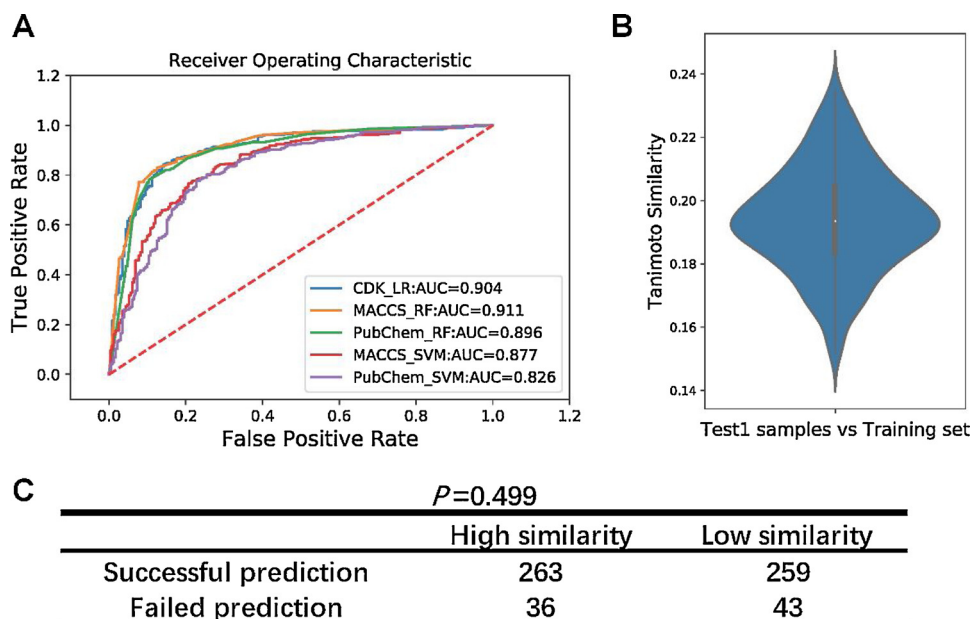 A
Receiver Operating Characteristic
True Positive Rate
1.2
1.0
0.8
0.6
0.4
0.2
0.0
0.0 0.2 0.4 0.6 0.8 1.0 1.2
False Positive Rate
CDK_LR:AUC=0.904
MACCS_RF:AUC=0.911
PubChem_RF:AUC=0.896
MACCS_SVM:AUC=0.877
PubChem_SVM:AUC=0.826
B
Tanimoto Similarity
0.24
0.22
0.20
0.18
0.16
0.14
Test1 samples vs Training set
C
P=0.499
High similarity Low similarity
Successful prediction 263 259
Failed prediction 36 43